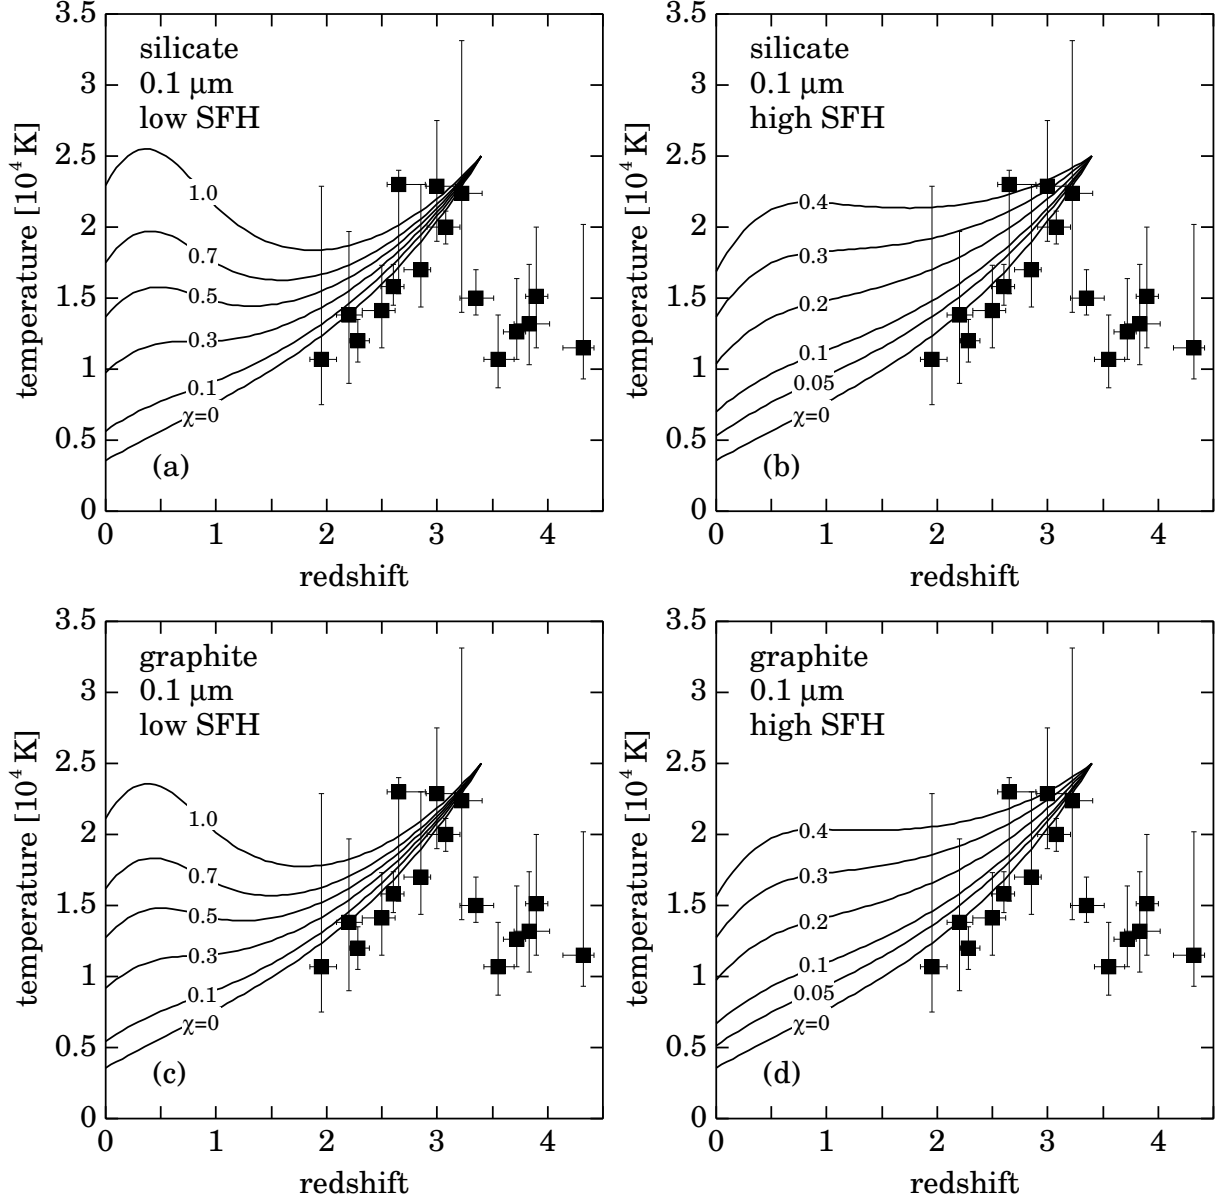 3.5
3
2.5
2
1.5
1
0.5
0
temperature [10⁴ K]
silicate
0.1 μm
low SFH
1.0
0.7
0.5
0.3
0.1
χ=0
(a)
0 1 2 3 4
redshift
3.5
3
2.5
2
1.5
1
0.5
0
temperature [10⁴ K]
silicate
0.1 μm
high SFH
0.4
0.3
0.2
0.1
0.05
χ=0
(b)
0 1 2 3 4
redshift
3.5
3
2.5
2
1.5
1
0.5
0
temperature [10⁴ K]
graphite
0.1 μm
low SFH
1.0
0.7
0.5
0.3
0.1
χ=0
(c)
0 1 2 3 4
redshift
3.5
3
2.5
2
1.5
1
0.5
0
temperature [10⁴ K]
graphite
0.1 μm
high SFH
0.4
0.3
0.2
0.1
0.05
χ=0
(d)
0 1 2 3 4
redshift